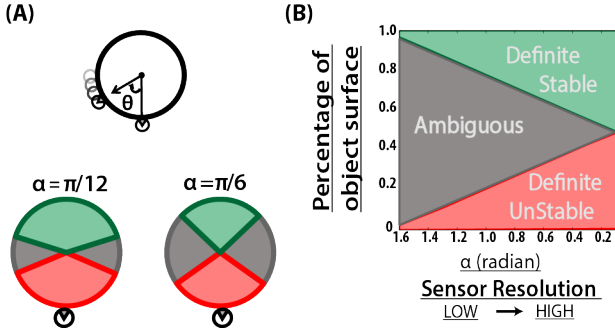 (A)
θ
α = π/12
α = π/6
(B)
Percentage of
object surface
1.0
0.8
0.6
0.4
0.2
0
Definite
Stable
Ambiguous
Definite
UnStable
1.6 1.4 1.2 1.0 0.8 0.6 0.4 0.2
α (radian)
Sensor Resolution
LOW → HIGH